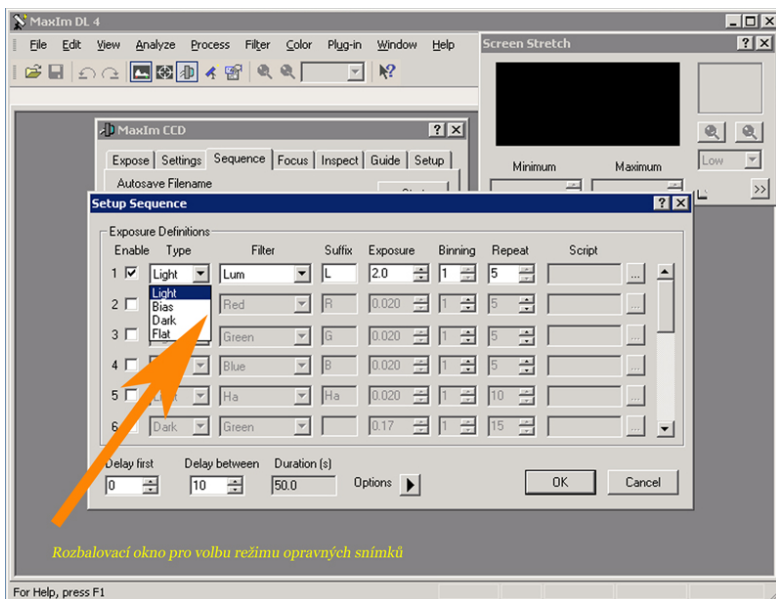 MaxIm DL 4
File Edit View Analyze Process Filter Color Plug-in Window Help
Screen Stretch
MaxIm CCD
Expose Settings Sequence Focus Inspect Guide Setup
Autosave Filename
Minimum Maximum
Low
>>
Setup Sequence
Exposure Definitions
Enable Type Filter Suffix Exposure Binning Repeat Script
1 Light Lum L 2.0 1 5 ...
Light
Bias
Dark
Flat
2 Red R 0.020 1 5 ...
3 Green G 0.020 1 5 ...
4 Blue B 0.020 1 5 ...
5 Ha Ha 0.020 1 10 ...
6 Dark Green 0.17 1 15 ...
Delay first Delay between Duration (s)
0 10 50.0 Options OK Cancel
Rozbalovací okno pro volbu režimu opravných snímků
For Help, press F1